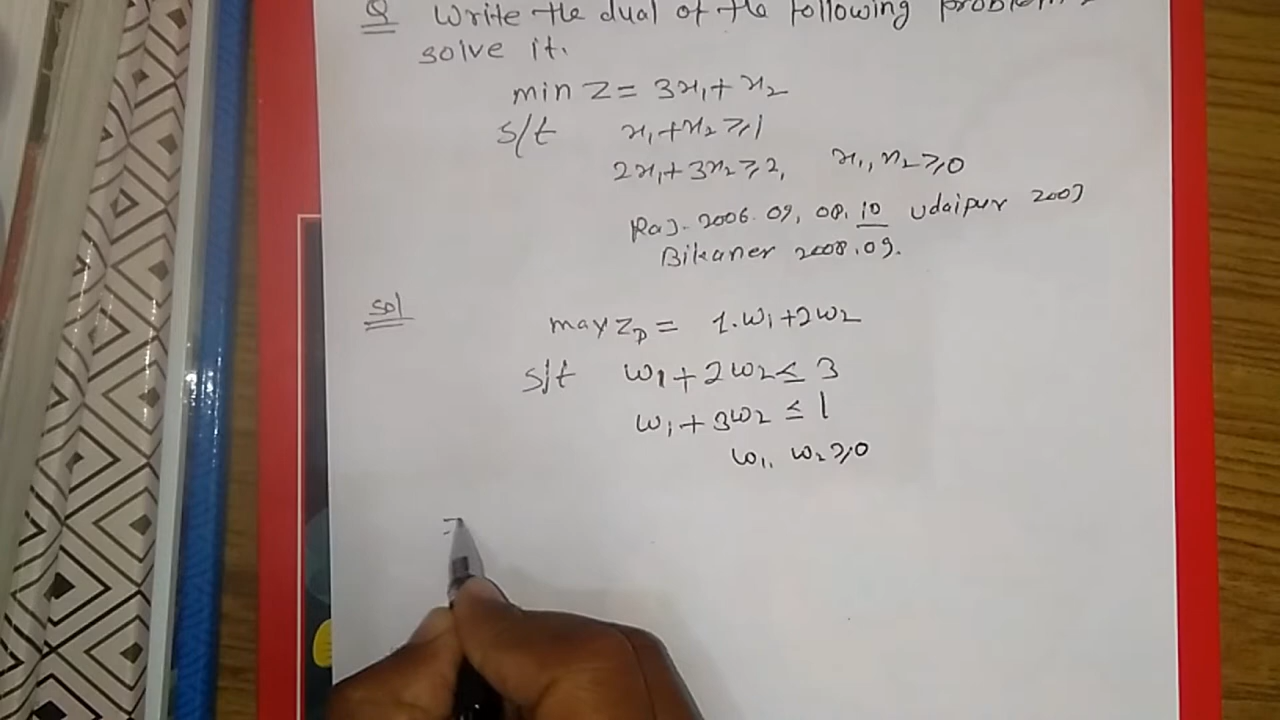 Q Write the dual of the following problem &
solve it.
min Z = 3x₁ + x₂
s/t x₁ + x₂ ≥ 1
2x₁ + 3x₂ ≥ 2, x₁, x₂ ≥ 0
Raj. 2006. 09, 08. 10 Udaipur 2007
Bikaner 2008. 09.
Sol
max Z_D = 1.w₁ + 2w₂
s/t w₁ + 2w₂ ≤ 3
w₁ + 3w₂ ≤ 1
w₁, w₂ ≥ 0